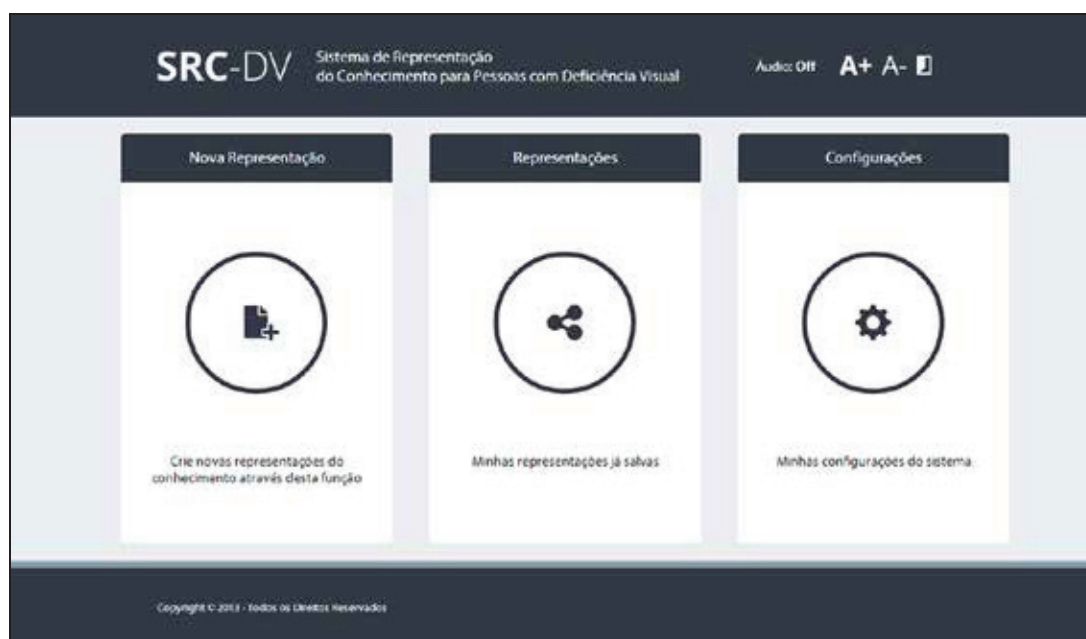 SRC-DV
Sistema de Representação
do Conhecimento para Pessoas com Deficiência Visual
Áudio: Off A+ A-
Nova Representação
Crie novas representações do
conhecimento através desta função
Representações
Minhas representações já salvas
Configurações
Minhas configurações do sistema
Copyright © 2013 - Todos os Direitos Reservados